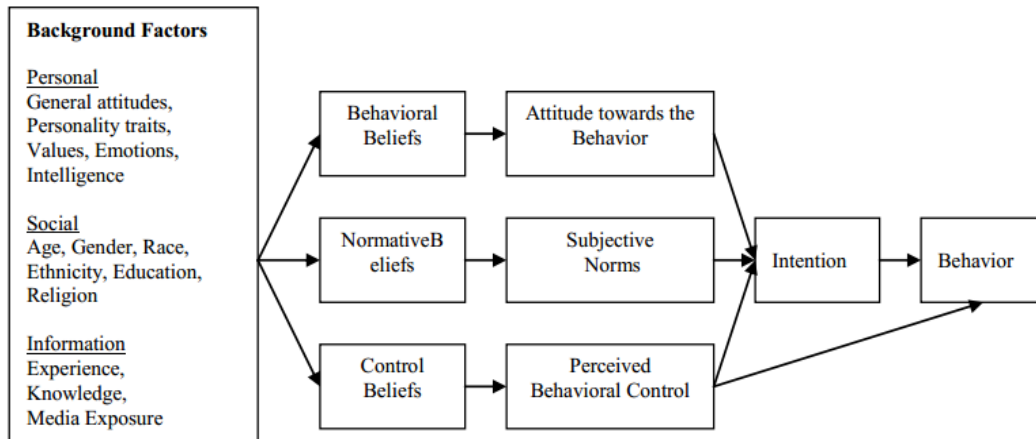 Background Factors
Personal
General attitudes,
Personality traits,
Values, Emotions,
Intelligence
Social
Age, Gender, Race,
Ethnicity, Education,
Religion
Information
Experience,
Knowledge,
Media Exposure
Behavioral
Beliefs
Attitude towards the
Behavior
NormativeB
eliefs
Subjective
Norms
Control
Beliefs
Perceived
Behavioral Control
Intention
Behavior